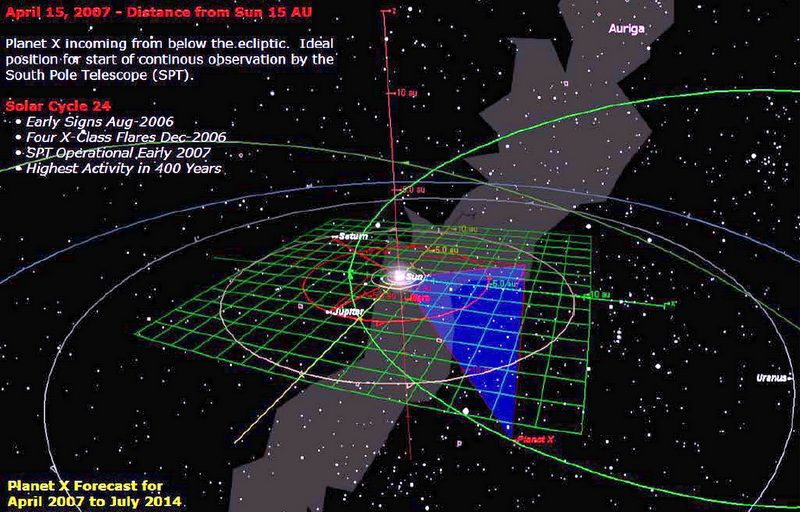 April 15, 2007 - Distance from Sun 15 AU
Auriga
Planet X incoming from below the ecliptic. Ideal
position for start of continous observation by the
South Pole Telescope (SPT).
10 au
Solar Cycle 24
• Early Signs Aug-2006
• Four X-Class Flares Dec-2006
• SPT Operational Early 2007
• Highest Activity in 400 Years
5.0 au
10 au
Saturn
5.0 au
Sun
5.0 au
10 au
Mars
Jupiter
Uranus
Planet X
Planet X Forecast for
April 2007 to July 2014